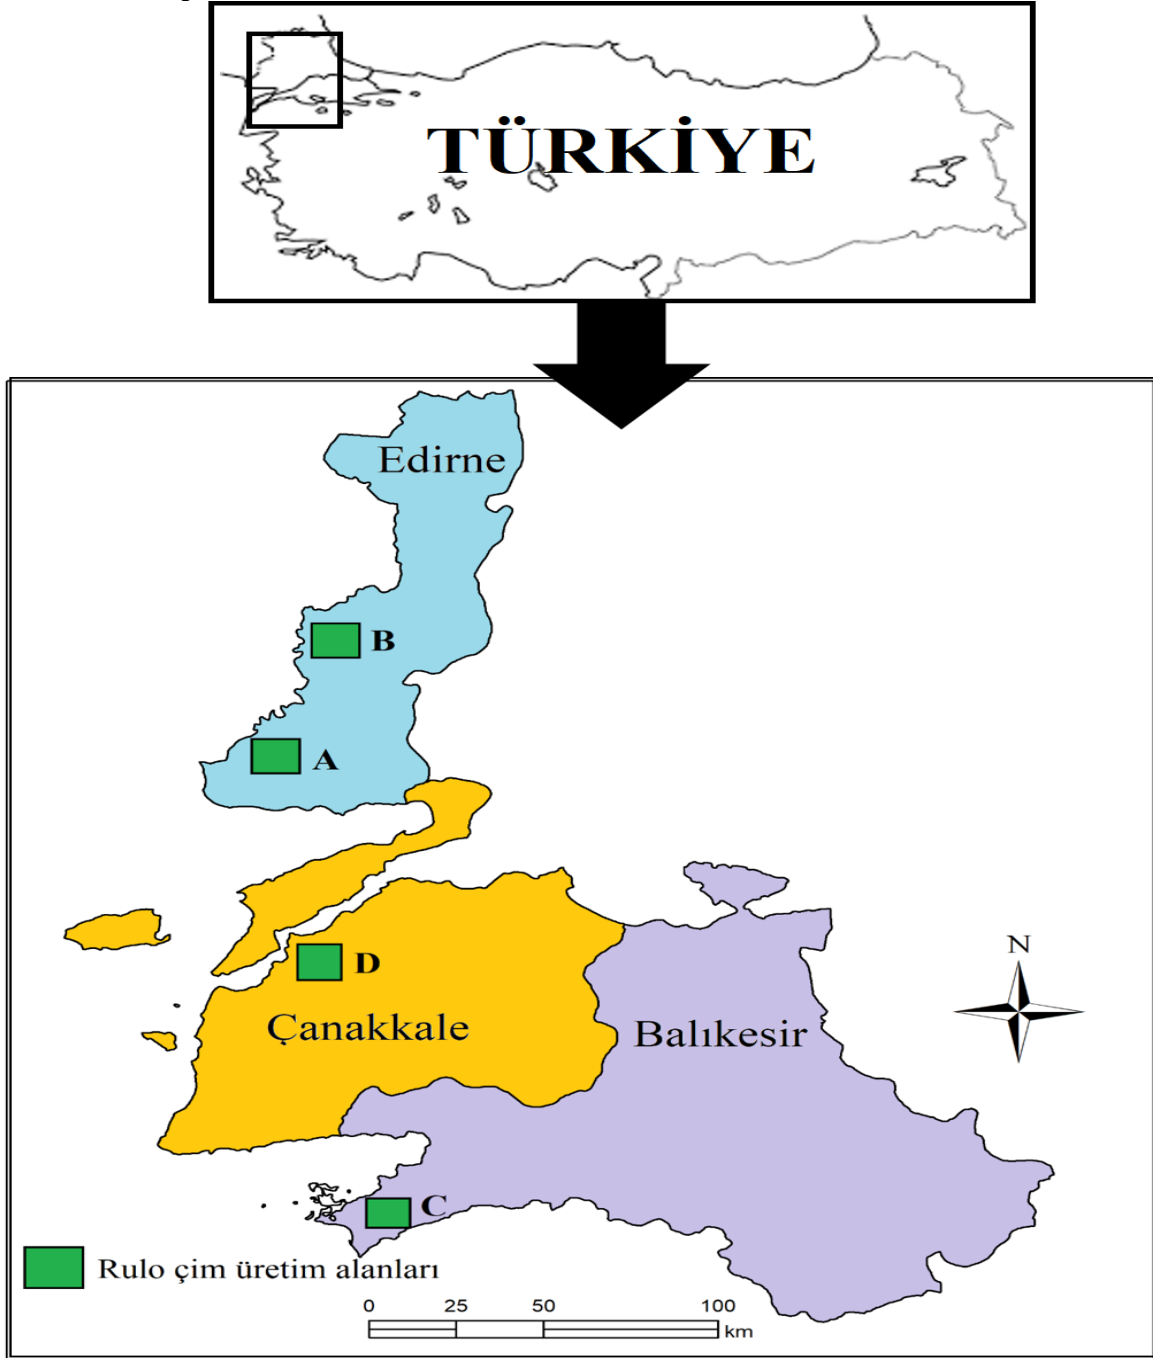 TÜRKİYE
Edirne
B
A
D
N
Çanakkale
Balıkesir
C
Rulo çim üretim alanları
0 25 50 100
km